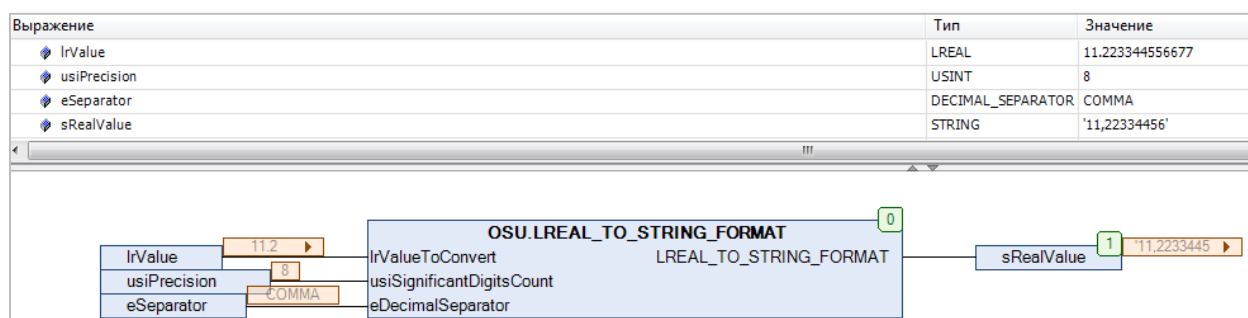 Выражение Тип Значение
lrValue LREAL 11.223344556677
usiPrecision USINT 8
eSeparator DECIMAL_SEPARATOR COMMA
sRealValue STRING '11,22334456'
0
OSU.LREAL_TO_STRING_FORMAT
11.2 1 '11,2233445
lrValue lrValueToConvert LREAL_TO_STRING_FORMAT sRealValue
8
usiPrecision usiSignificantDigitsCount
COMMA
eSeparator eDecimalSeparator